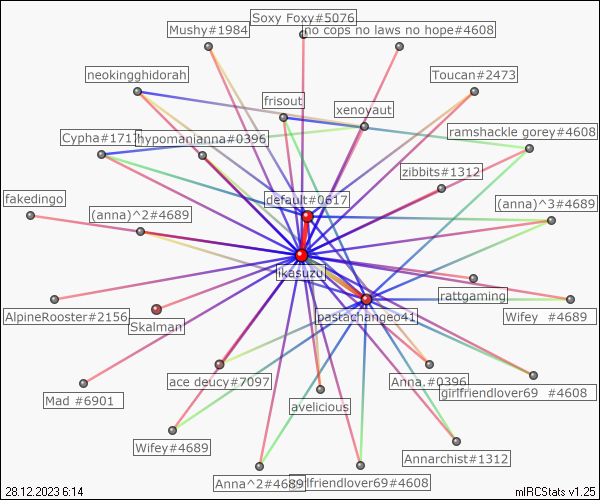 Soxy Foxy#5076
Mushy#1984
no cops no laws no hope#4608
neokingghidorah
Toucan#2473
frisout
xenovaut
Cypha#1717
hypomanianna#0396
ramshackle gorey#4608
zibbits#1312
fakedingo
(anna)^2#4689
default#0617
(anna)^3#4689
ikasuzu
rattgaming
AlpineRooster#2156
Skalman
pastachangeo41
Wifey #4689
ace deucy#7097
Anna.#0396
girlfriendlover69 #4608
Mad #6901
avelicious
Wifey#4689
Annarchist#1312
Anna^2#4689
girlfriendlover69#4608
28.12.2023 6:14
mIRCStats v1.25